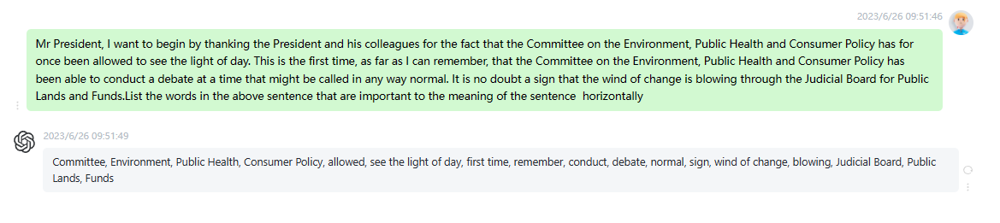 2023/6/26 09:51:46
Mr President, I want to begin by thanking the President and his colleagues for the fact that the Committee on the Environment, Public Health and Consumer Policy has for
once been allowed to see the light of day. This is the first time, as far as I can remember, that the Committee on the Environment, Public Health and Consumer Policy has
been able to conduct a debate at a time that might be called in any way normal. It is no doubt a sign that the wind of change is blowing through the Judicial Board for Public
Lands and Funds.List the words in the above sentence that are important to the meaning of the sentence  horizontally
2023/6/26 09:51:49
Committee, Environment, Public Health, Consumer Policy, allowed, see the light of day, first time, remember, conduct, debate, normal, sign, wind of change, blowing, Judicial Board, Public
Lands, Funds